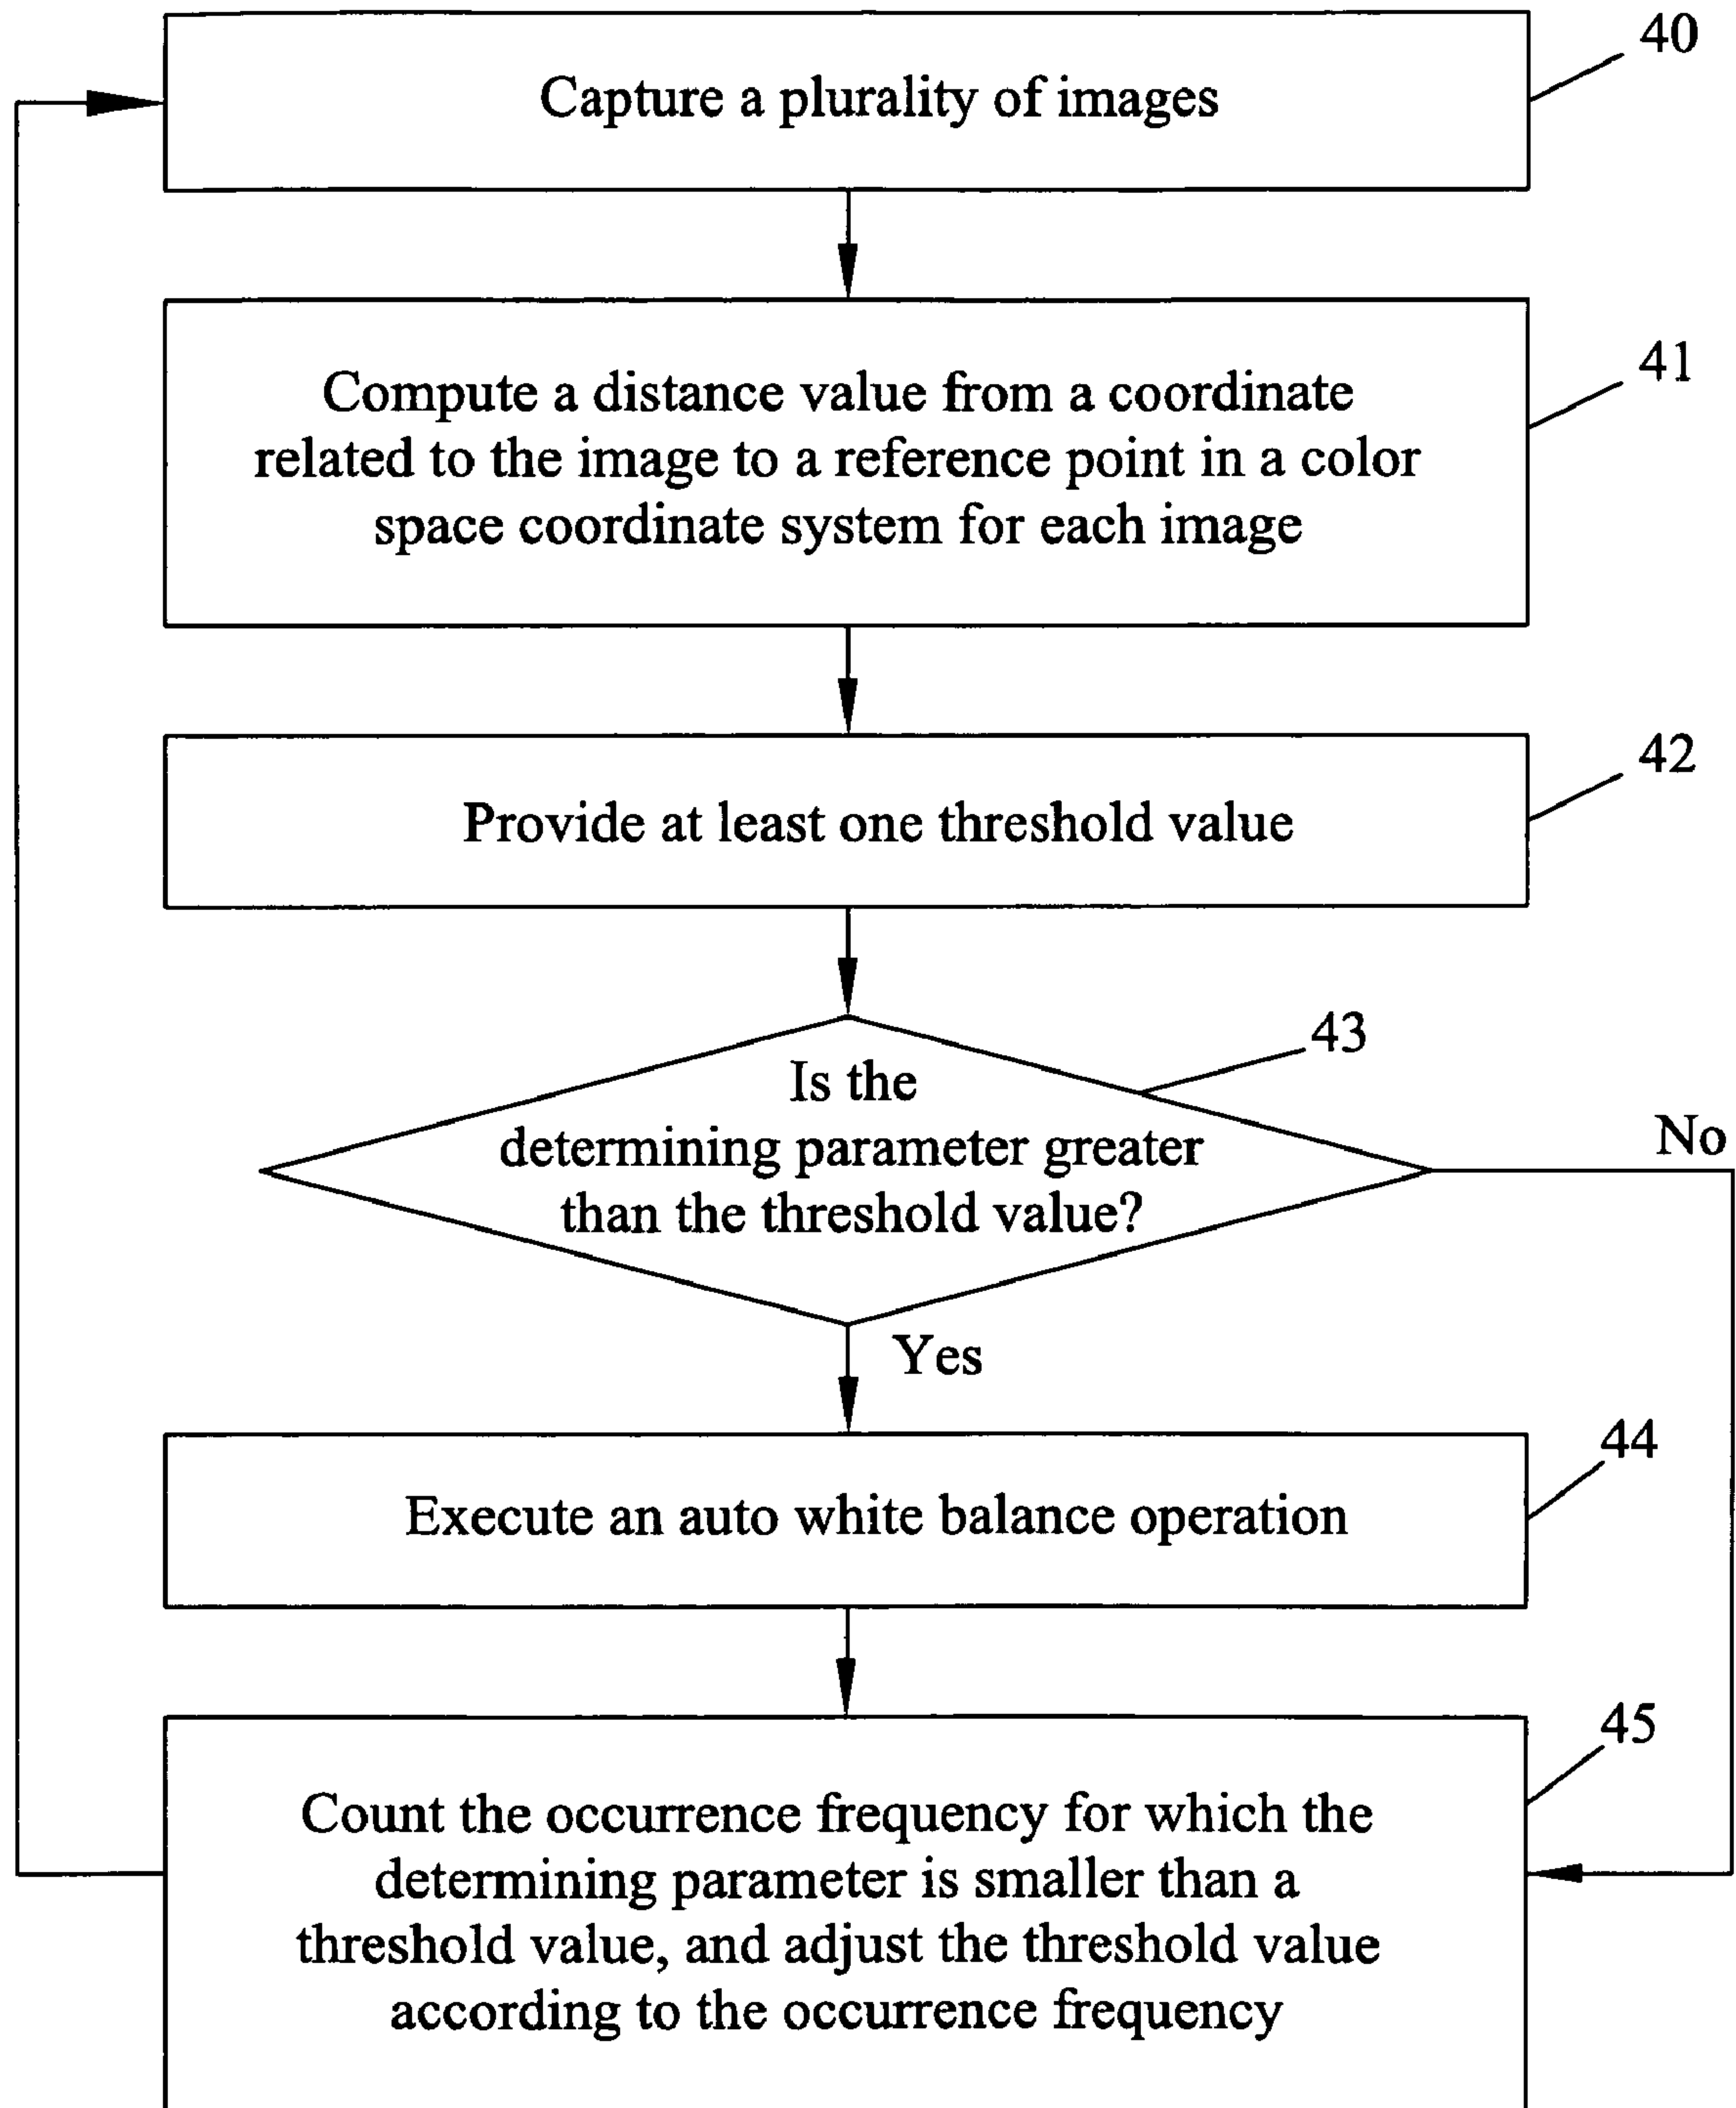 40
Capture a plurality of images
41
Compute a distance value from a coordinate
related to the image to a reference point in a color
space coordinate system for each image
42
Provide at least one threshold value
43
Is the
determining parameter greater
than the threshold value?
No
Yes
44
Execute an auto white balance operation
45
Count the occurrence frequency for which the
determining parameter is smaller than a
threshold value, and adjust the threshold value
according to the occurrence frequency